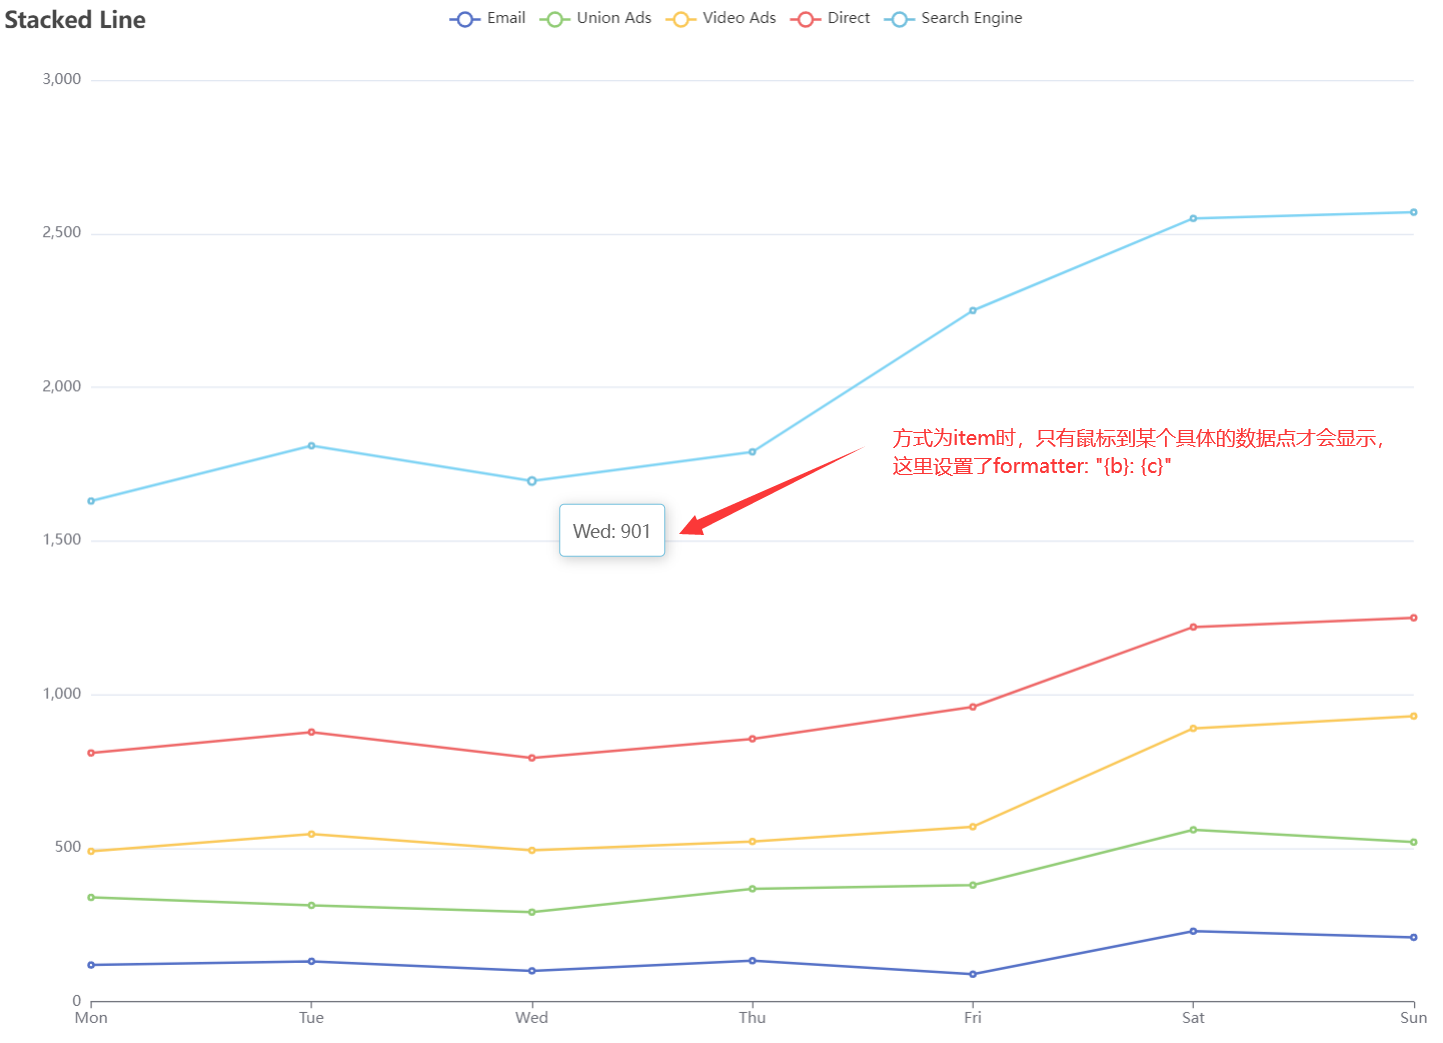 Stacked Line
Email Union Ads Video Ads Direct Search Engine
3,000
2,500
2,000
方式为item时，只有鼠标到某个具体的数据点才会显示，
这里设置了formatter: "{b}: {c}"
Wed: 901
1,500
1,000
500
0
Mon Tue Wed Thu Fri Sat Sun